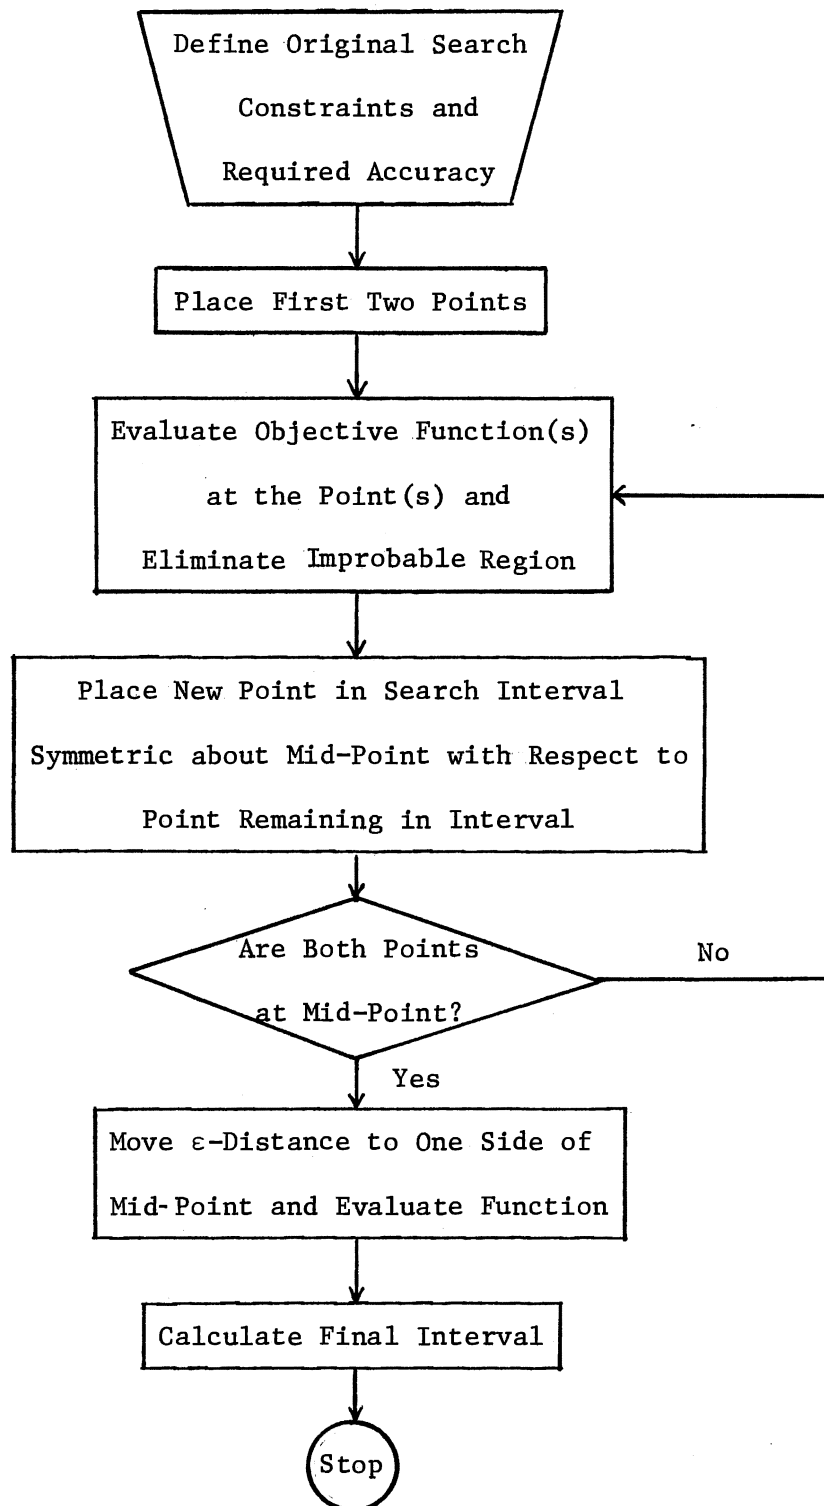 Define Original Search
Constraints and
Required Accuracy
Place First Two Points
Evaluate Objective Function(s)
at the Point(s) and
Eliminate Improbable Region
Place New Point in Search Interval
Symmetric about Mid-Point with Respect to
Point Remaining in Interval
Are Both Points
at Mid-Point?
No
Yes
Move ε-Distance to One Side of
Mid-Point and Evaluate Function
Calculate Final Interval
Stop